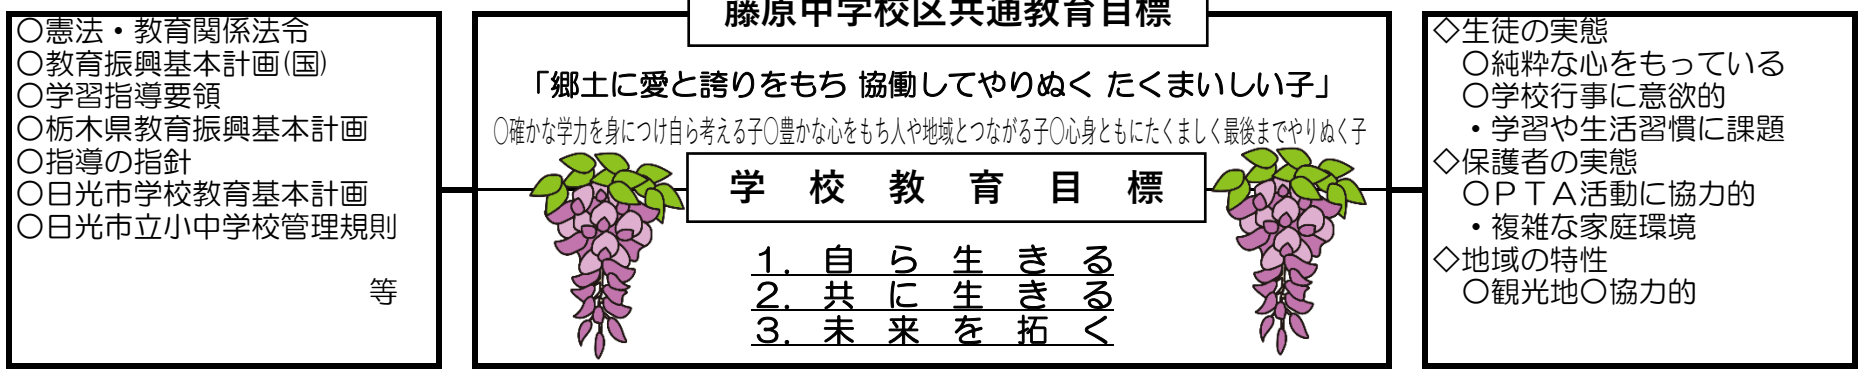 ○憲法・教育関係法令
○教育振興基本計画(国)
○学習指導要領
○栃木県教育振興基本計画
○指導の指針
○日光市学校教育基本計画
○日光市立小中学校管理規則
等
藤原中学校区共通教育目標
「郷土に愛と誇りをもち 協働してやりぬく たくまいしい子」
○確かな学力を身につけ自ら考える子○豊かな心をもち人や地域とつながる子○心身ともにたくましく最後までやりぬく子
学校教育目標
1. 自ら生きる
2. 共に生きる
3. 未来を拓く
◇生徒の実態
○純粋な心をもっている
○学校行事に意欲的
・学習や生活習慣に課題
◇保護者の実態
○PTA活動に協力的
・複雑な家庭環境
◇地域の特性
○観光地○協力的